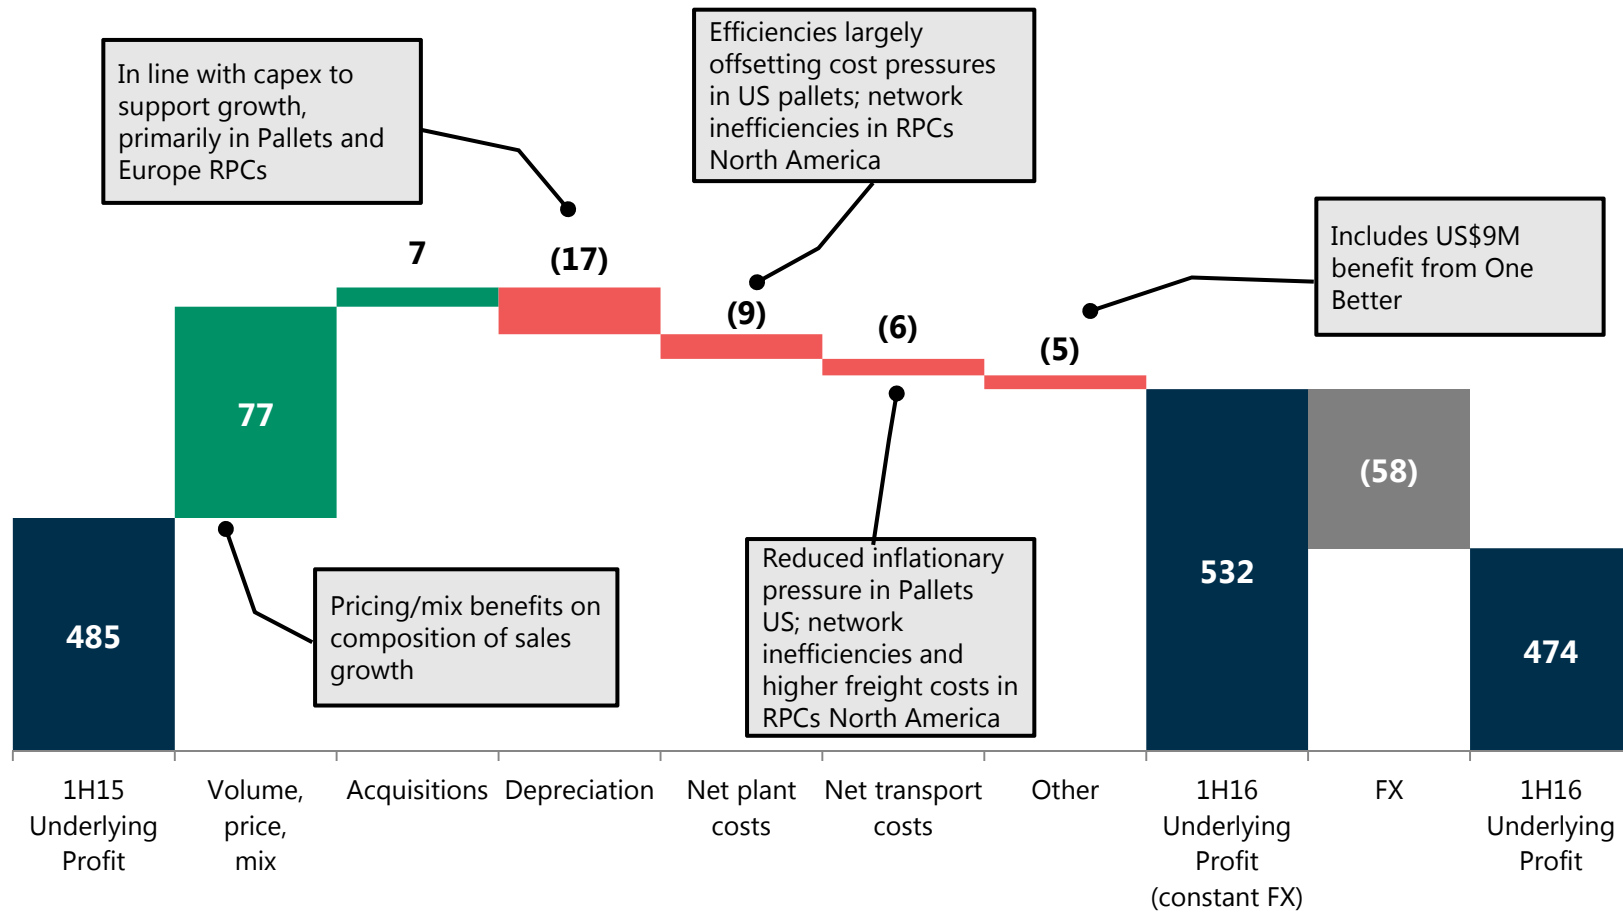 In line with capex to
support growth,
primarily in Pallets and
Europe RPCs
Efficiencies largely
offsetting cost pressures
in US pallets; network
inefficiencies in RPCs
North America
Includes US$9M
benefit from One
Better
7
(17)
(9)
(6)
(5)
77
(58)
485
532
474
Pricing/mix benefits on
composition of sales
growth
Reduced inflationary
pressure in Pallets
US; network
inefficiencies and
higher freight costs in
RPCs North America
1H15
Underlying
Profit
Volume,
price,
mix
Acquisitions
Depreciation
Net plant
costs
Net transport
costs
Other
1H16
Underlying
Profit
(constant FX)
FX
1H16
Underlying
Profit